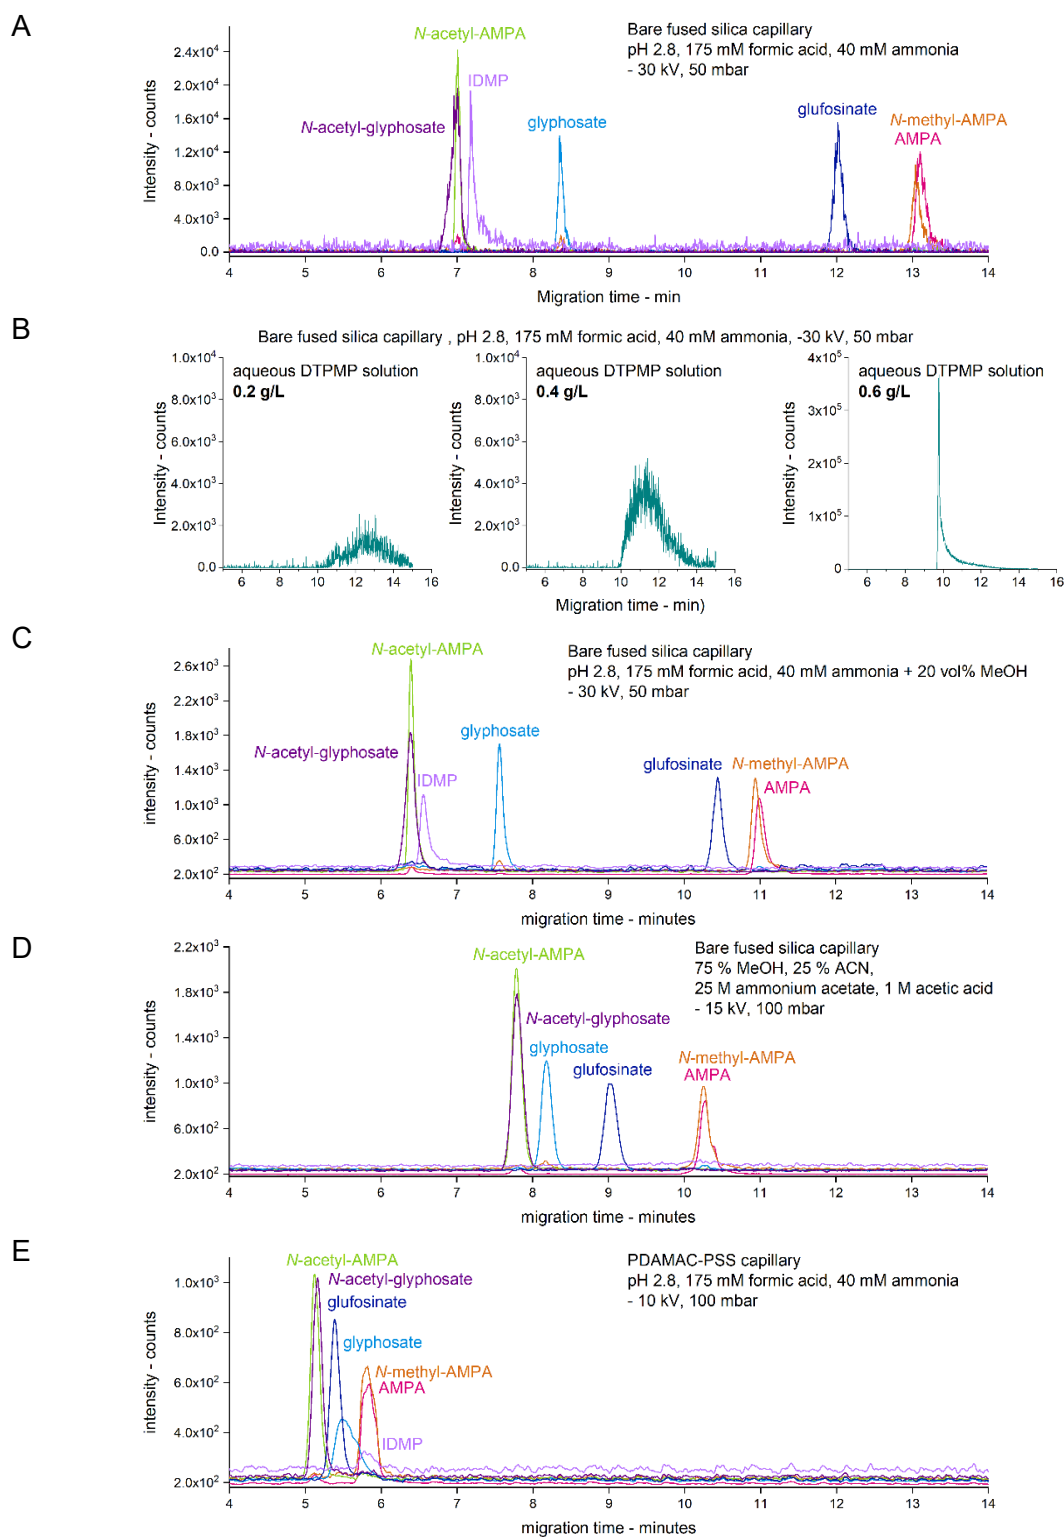 A
Bare fused silica capillary
pH 2.8, 175 mM formic acid, 40 mM ammonia
- 30 kV, 50 mbar
N-acetyl-AMPA
IDMP
N-acetyl-glyphosate
glyphosate
glufosinate
N-methyl-AMPA
AMPA
Intensity - counts
2.4x10⁴
2.0x10⁴
1.6x10⁴
1.2x10⁴
8.0x10³
4.0x10³
0.0
4 5 6 7 8 9 10 11 12 13 14
Migration time - min
B
Bare fused silica capillary , pH 2.8, 175 mM formic acid, 40 mM ammonia, -30 kV, 50 mbar
aqueous DTPMP solution
0.2 g/L
Intensity - counts
1.0x10⁴
8.0x10³
6.0x10³
4.0x10³
2.0x10³
0.0
6 8 10 12 14 16
aqueous DTPMP solution
0.4 g/L
Intensity - counts
1.0x10⁴
8.0x10³
6.0x10³
4.0x10³
2.0x10³
0.0
6 8 10 12 14 16
aqueous DTPMP solution
0.6 g/L
Intensity - counts
4x10⁵
3x10⁵
2x10⁵
1x10⁵
0
6 8 10 12 14 16
Migration time - min)
C
Bare fused silica capillary
pH 2.8, 175 mM formic acid, 40 mM ammonia + 20 vol% MeOH
- 30 kV, 50 mbar
N-acetyl-AMPA
glyphosate
N-acetyl-glyphosate
IDMP
glufosinate
N-methyl-AMPA
AMPA
intensity - counts
2.6x10³
2.2x10³
1.8x10³
1.4x10³
1.0x10³
6.0x10²
2.0x10²
4 5 6 7 8 9 10 11 12 13 14
migration time - minutes
D
Bare fused silica capillary
75 % MeOH, 25 % ACN,
25 M ammonium acetate, 1 M acetic acid
- 15 kV, 100 mbar
N-acetyl-AMPA
N-acetyl-glyphosate
glyphosate
glufosinate
N-methyl-AMPA
AMPA
intensity - counts
2.2x10³
1.8x10³
1.4x10³
1.0x10³
6.0x10²
2.0x10²
4 5 6 7 8 9 10 11 12 13 14
migration time - minutes
E
PDAMAC-PSS capillary
pH 2.8, 175 mM formic acid, 40 mM ammonia
- 10 kV, 100 mbar
N-acetyl-AMPA
N-acetyl-glyphosate
glufosinate
glyphosate
N-methyl-AMPA
AMPA
IDMP
intensity - counts
1.0x10³
8.0x10²
6.0x10²
4.0x10²
2.0x10²
4 5 6 7 8 9 10 11 12 13 14
migration time - minutes